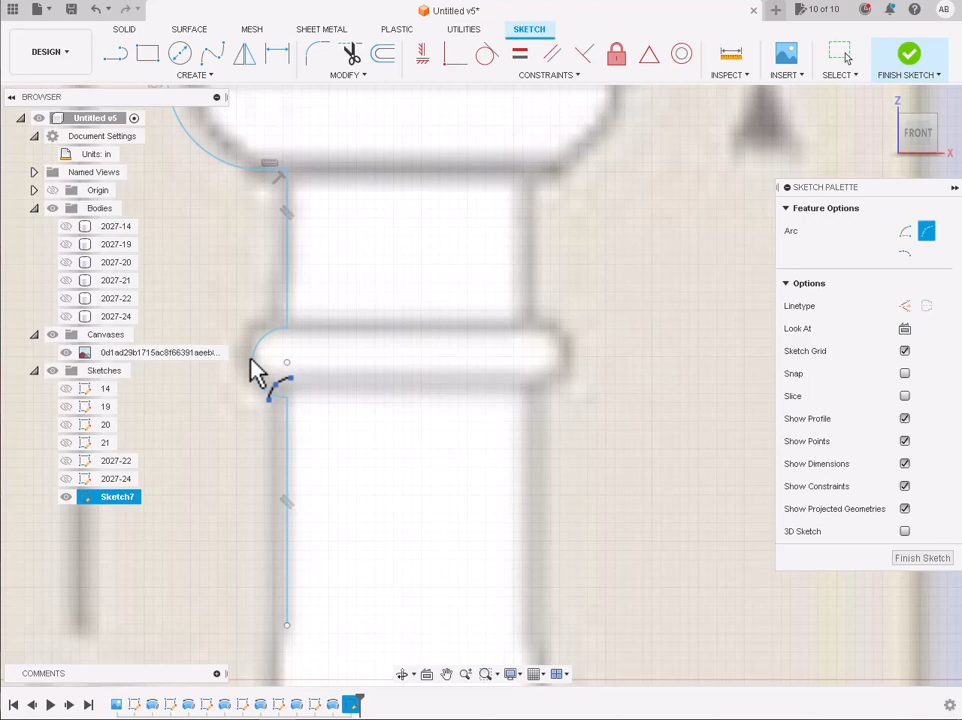 Untitled v5*
10 of 10
AB
DESIGN
SOLID
SURFACE
MESH
SHEET METAL
PLASTIC
UTILITIES
SKETCH
CREATE
MODIFY
CONSTRAINTS
INSPECT
INSERT
SELECT
FINISH SKETCH
BROWSER
Untitled v5
Document Settings
Units: in
Named Views
Origin
Bodies
2027-14
2027-19
2027-20
2027-21
2027-22
2027-24
Canvases
0d1ad29b1715ac8f66391aeebl...
Sketches
14
19
20
21
2027-22
2027-24
Sketch7
Z
FRONT
X
SKETCH PALETTE
Feature Options
Arc
Options
Linetype
Look At
Sketch Grid
Snap
Slice
Show Profile
Show Points
Show Dimensions
Show Constraints
Show Projected Geometries
3D Sketch
Finish Sketch
COMMENTS